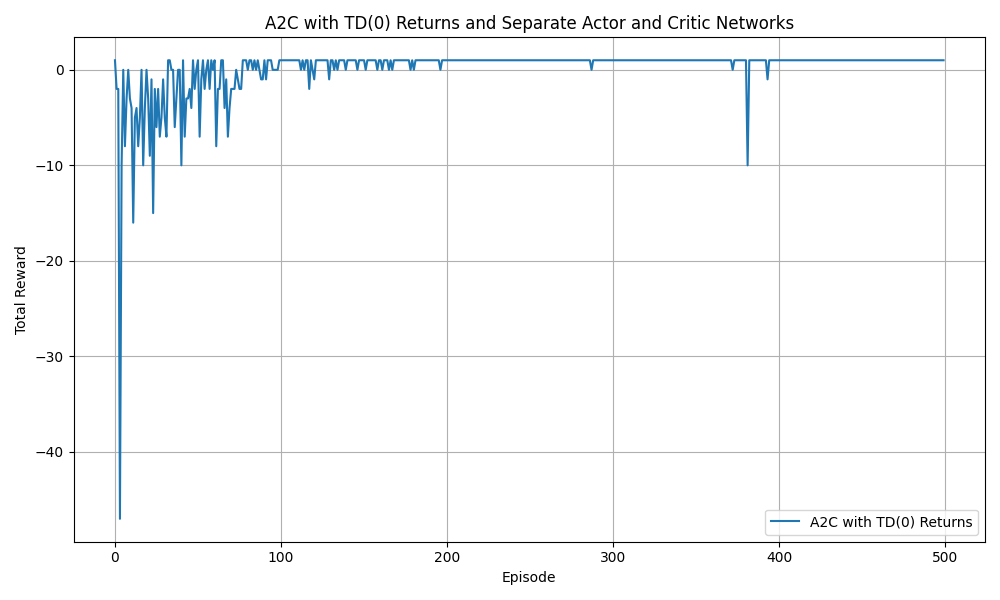 A2C with TD(0) Returns and Separate Actor and Critic Networks
Total Reward
0
−10
−20
−30
−40
0
100
200
300
400
500
Episode
A2C with TD(0) Returns